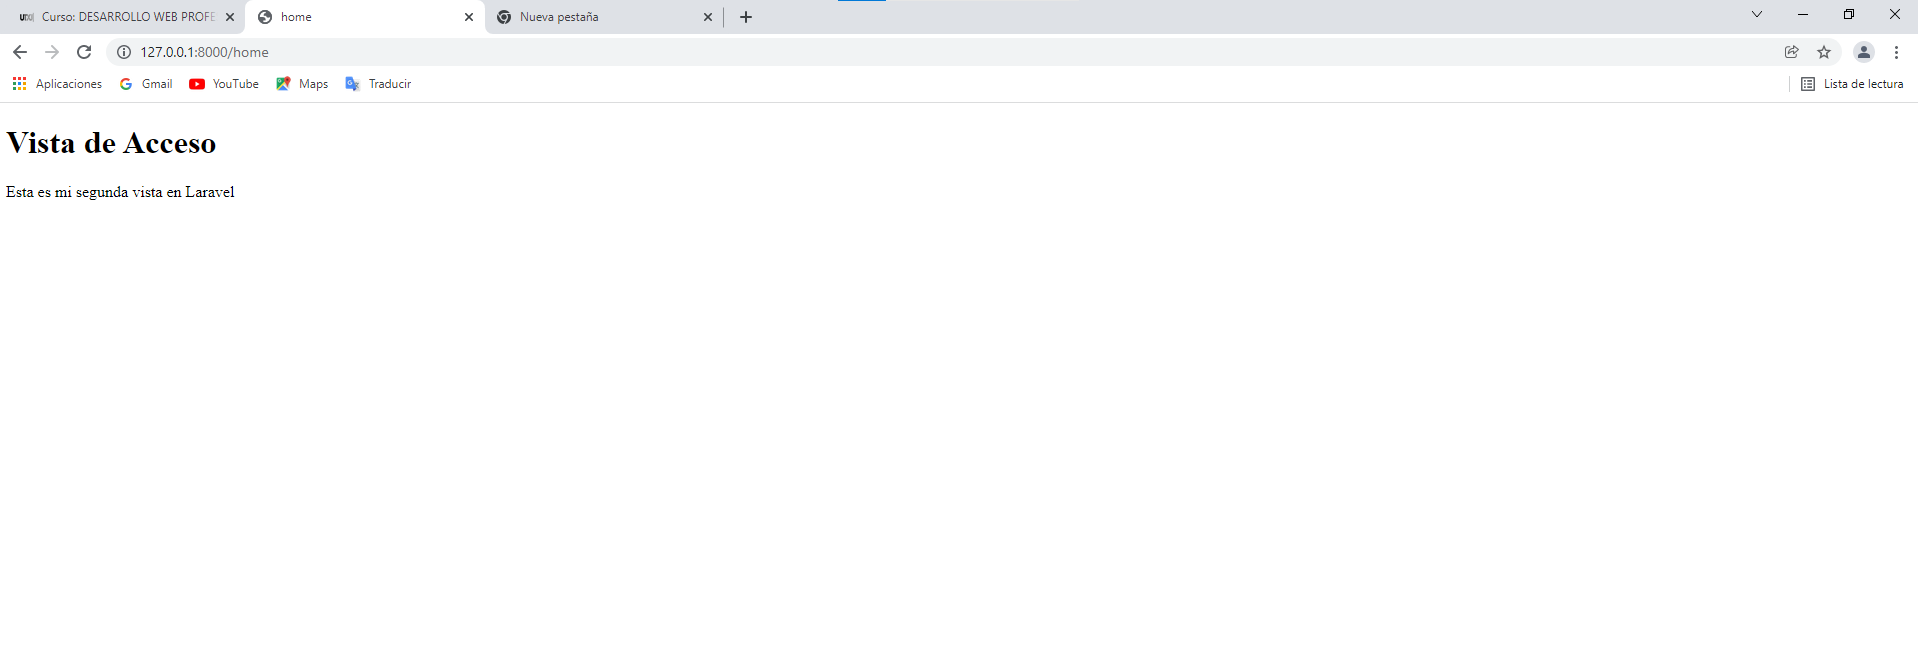 Curso: DESARROLLO WEB PROFE
home
Nueva pestaña
127.0.0.1:8000/home
Aplicaciones
Gmail
YouTube
Maps
Traducir
Lista de lectura
Vista de Acceso
Esta es mi segunda vista en Laravel